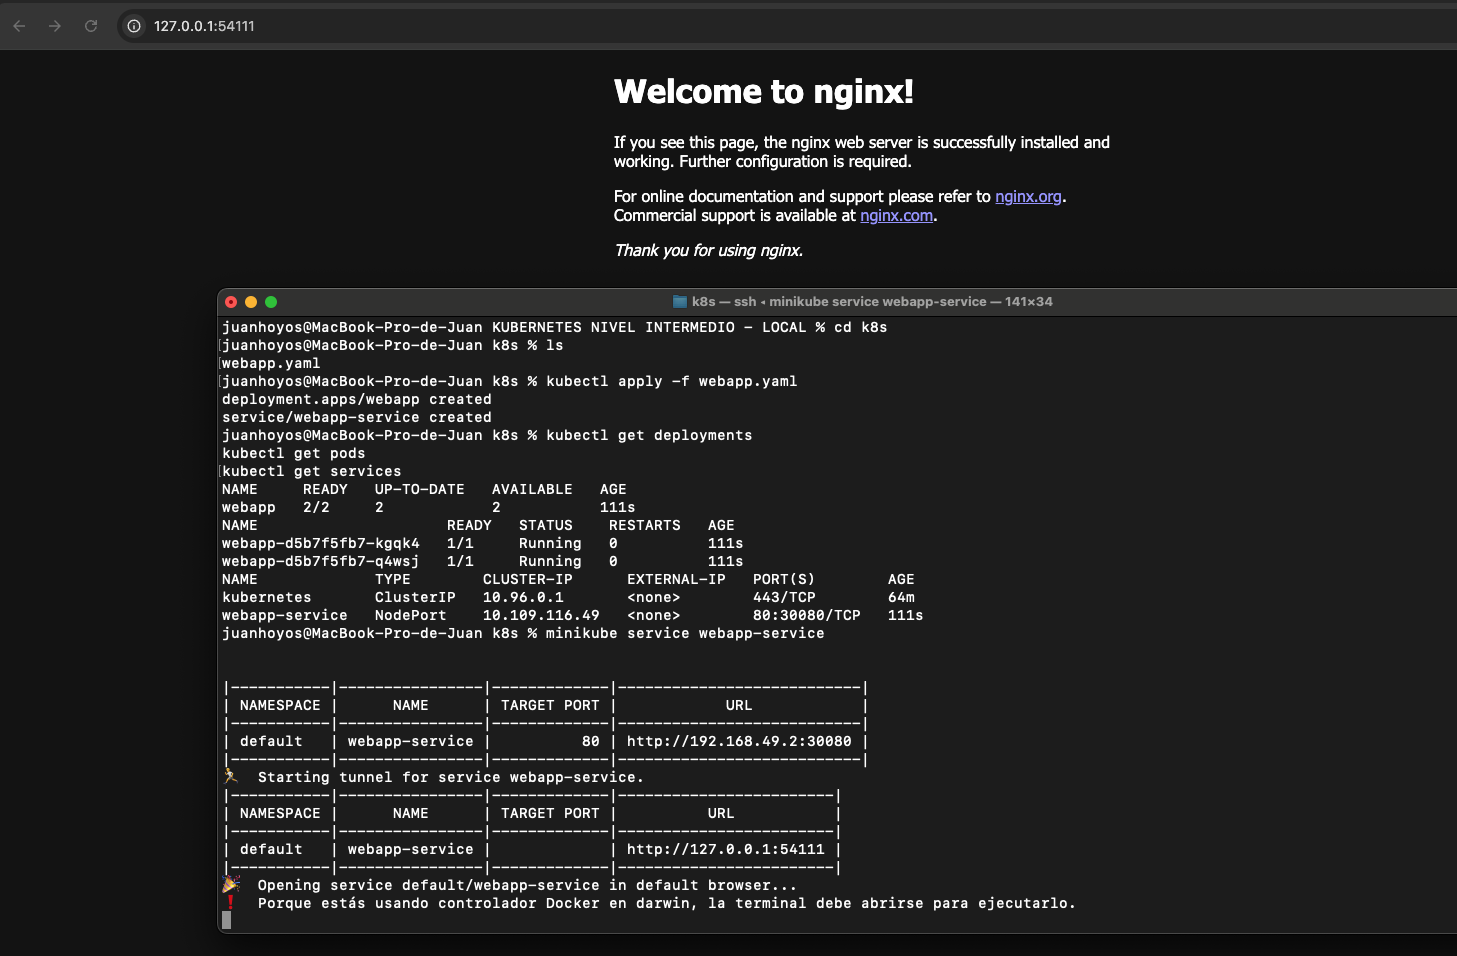 127.0.0.1:54111
Welcome to nginx!
If you see this page, the nginx web server is successfully installed and
working. Further configuration is required.
For online documentation and support please refer to nginx.org.
Commercial support is available at nginx.com.
Thank you for using nginx.
k8s — ssh ◂ minikube service webapp-service — 141×34
juanhoyos@MacBook-Pro-de-Juan KUBERNETES NIVEL INTERMEDIO - LOCAL % cd k8s
[juanhoyos@MacBook-Pro-de-Juan k8s % ls
[webapp.yaml
[juanhoyos@MacBook-Pro-de-Juan k8s % kubectl apply -f webapp.yaml
deployment.apps/webapp created
service/webapp-service created
juanhoyos@MacBook-Pro-de-Juan k8s % kubectl get deployments
kubectl get pods
[kubectl get services
NAME     READY   UP-TO-DATE   AVAILABLE   AGE
webapp   2/2     2            2           111s
NAME                     READY   STATUS    RESTARTS   AGE
webapp-d5b7f5fb7-kgqk4   1/1     Running   0          111s
webapp-d5b7f5fb7-q4wsj   1/1     Running   0          111s
NAME             TYPE        CLUSTER-IP      EXTERNAL-IP   PORT(S)        AGE
kubernetes       ClusterIP   10.96.0.1       <none>        443/TCP        64m
webapp-service   NodePort    10.109.116.49   <none>        80:30080/TCP   111s
juanhoyos@MacBook-Pro-de-Juan k8s % minikube service webapp-service
|-----------|----------------|-------------|---------------------------|
| NAMESPACE |      NAME      | TARGET PORT |            URL            |
|-----------|----------------|-------------|---------------------------|
| default   | webapp-service |          80 | http://192.168.49.2:30080 |
|-----------|----------------|-------------|---------------------------|
🏃  Starting tunnel for service webapp-service.
|-----------|----------------|-------------|------------------------|
| NAMESPACE |      NAME      | TARGET PORT |          URL           |
|-----------|----------------|-------------|------------------------|
| default   | webapp-service |             | http://127.0.0.1:54111 |
|-----------|----------------|-------------|------------------------|
🎉  Opening service default/webapp-service in default browser...
❗  Porque estás usando controlador Docker en darwin, la terminal debe abrirse para ejecutarlo.